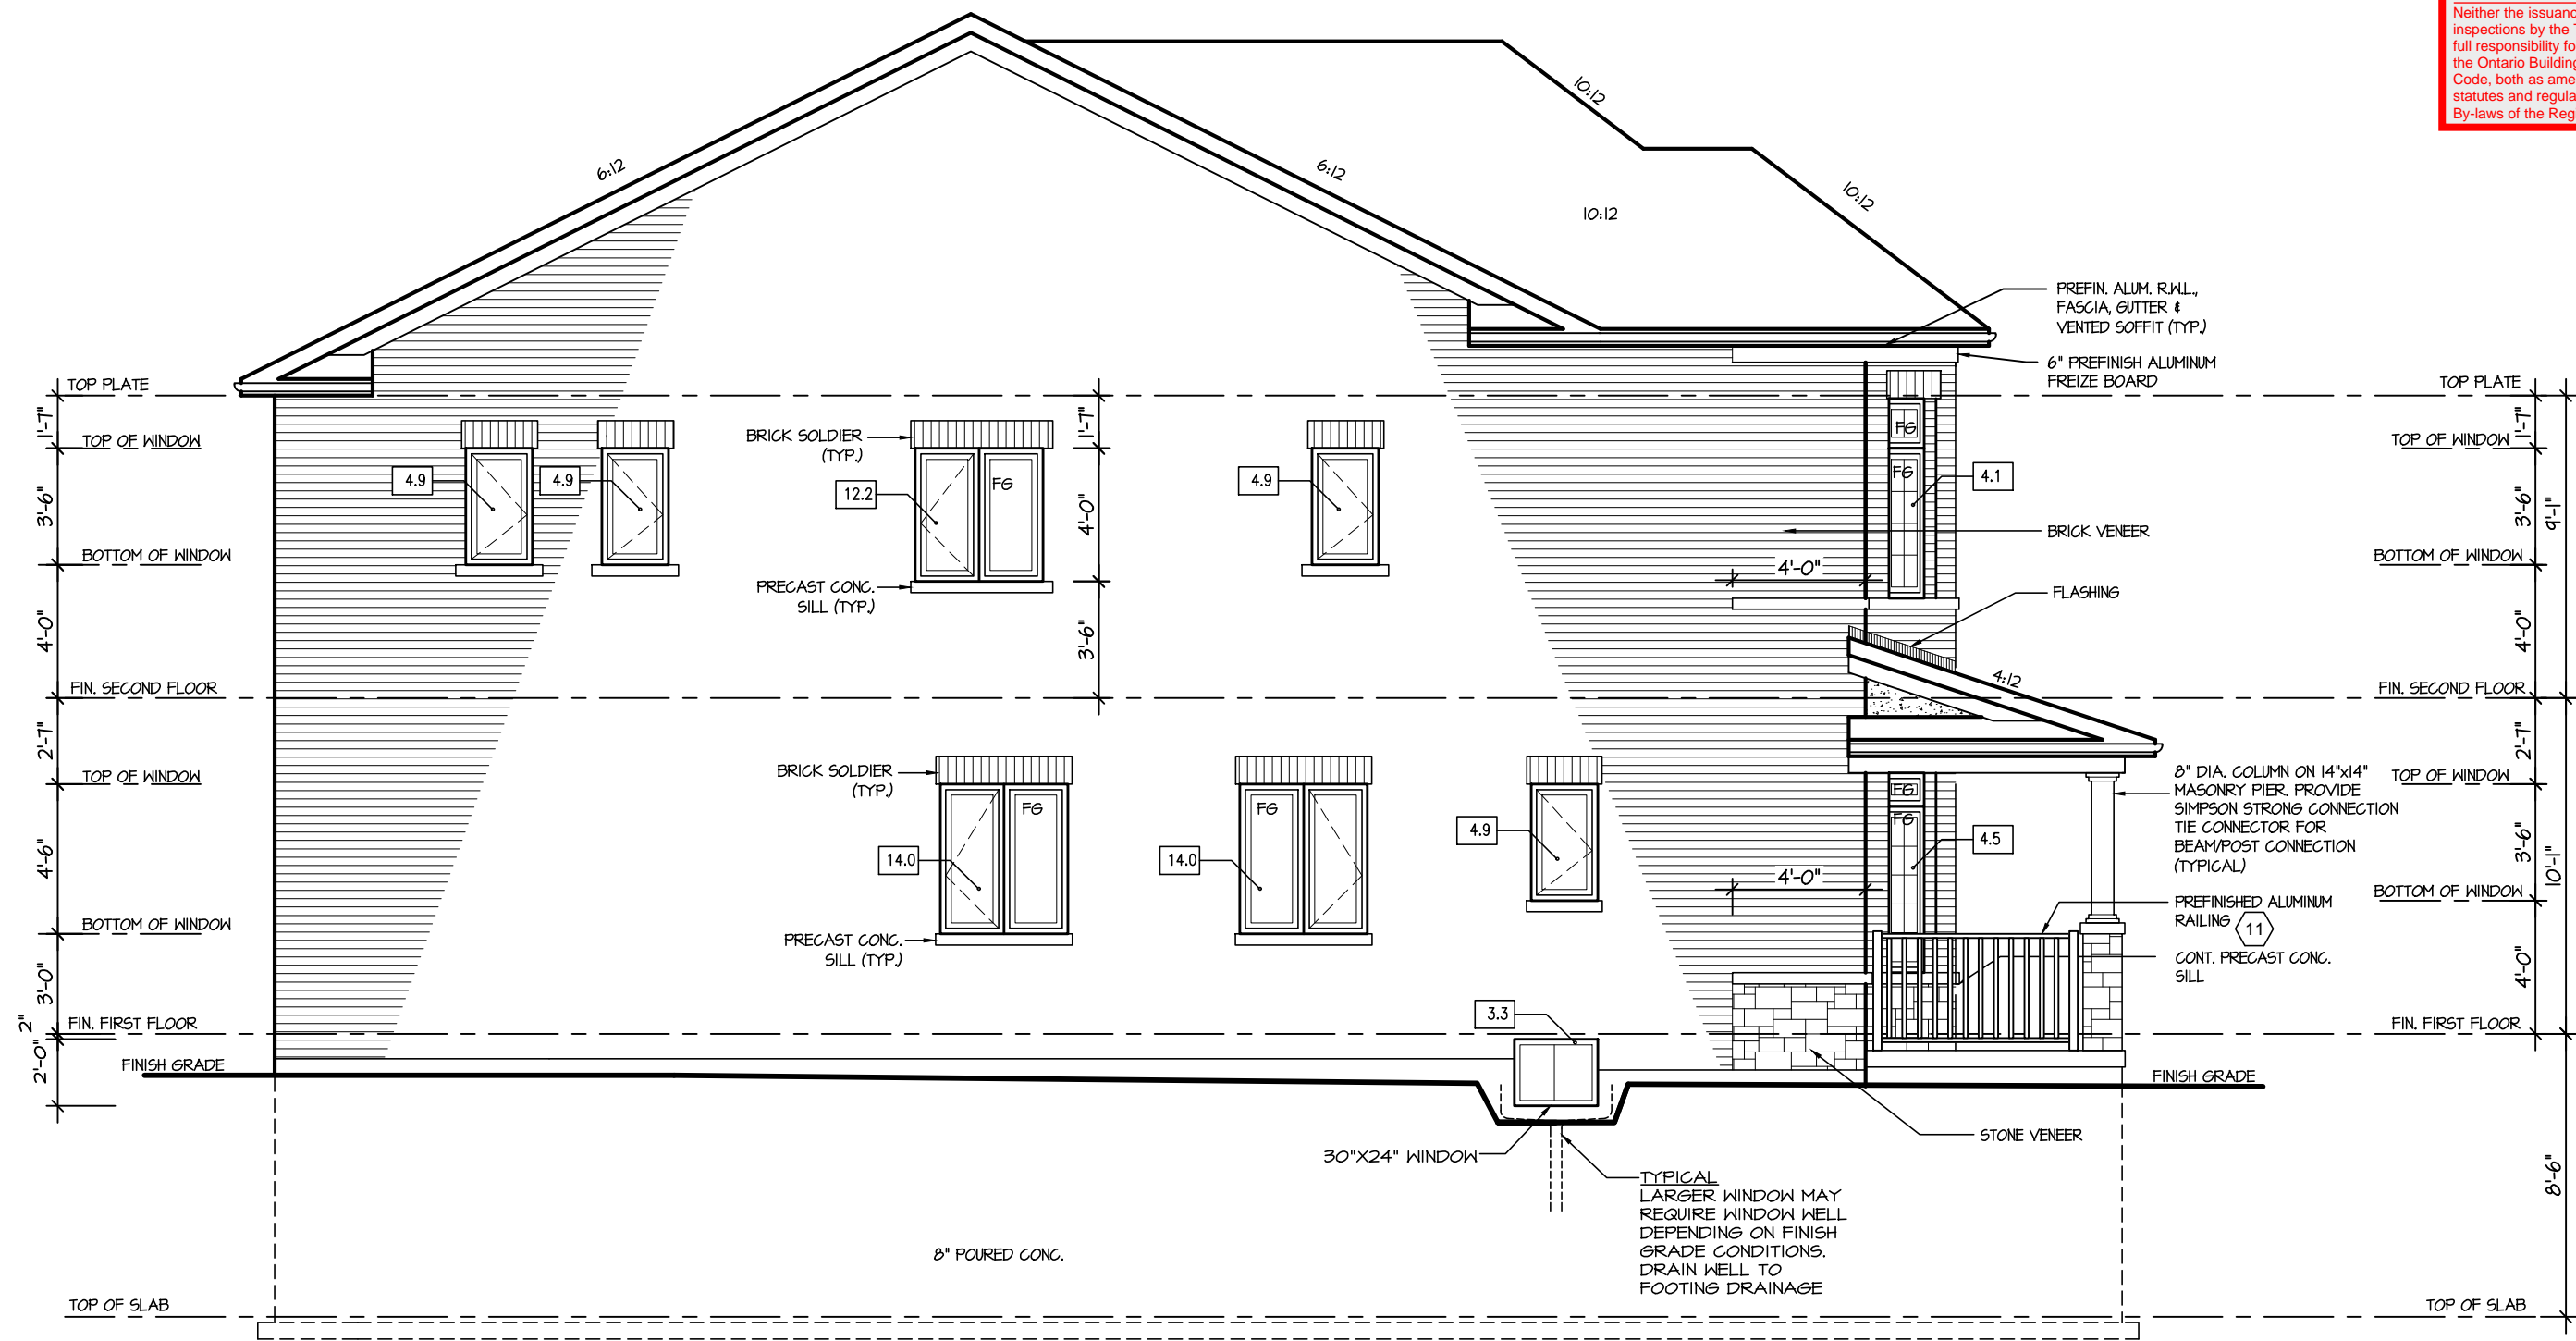 Neither the issuanc
inspections by the T
full responsibility fo
the Ontario Building
Code, both as ame
statutes and regula
By-laws of the Reg
10:12
6:12
6:12
10:12
10:12
PREFIN. ALUM. R.W.L.,
FASCIA, GUTTER &
VENTED SOFFIT (TYP.)
6" PREFINISH ALUMINUM
FREIZE BOARD
TOP PLATE
TOP PLATE
1'-7"
1'-7"
1'-7"
TOP OF WINDOW
TOP OF WINDOW
BRICK SOLDIER
(TYP.)
FG
FG
FG
4.9
4.9
12.2
4.9
4.1
3'-6"
4'-0"
3'-6"
9'-1"
BRICK VENEER
BOTTOM OF WINDOW
BOTTOM OF WINDOW
4'-0"
PRECAST CONC.
SILL (TYP.)
FLASHING
4'-0"
3'-6"
4'-0"
4:12
FIN. SECOND FLOOR
FIN. SECOND FLOOR
2'-7"
2'-7"
TOP OF WINDOW
TOP OF WINDOW
BRICK SOLDIER
(TYP.)
8" DIA. COLUMN ON 14"x14"
MASONRY PIER. PROVIDE
SIMPSON STRONG CONNECTION
TIE CONNECTOR FOR
BEAM/POST CONNECTION
(TYPICAL)
FG
FG
FG
FG
14.0
14.0
4.9
4.5
4'-6"
3'-6"
10'-1"
4'-0"
BOTTOM OF WINDOW
BOTTOM OF WINDOW
PREFINISHED ALUMINUM
RAILING 11
PRECAST CONC.
SILL (TYP.)
CONT. PRECAST CONC.
SILL
3'-0"
4'-0"
3.3
2"
FIN. FIRST FLOOR
FIN. FIRST FLOOR
2'-0"
FINISH GRADE
FINISH GRADE
STONE VENEER
30"X24" WINDOW
TYPICAL
LARGER WINDOW MAY
REQUIRE WINDOW WELL
DEPENDING ON FINISH
GRADE CONDITIONS.
DRAIN WELL TO
FOOTING DRAINAGE
8'-6"
8" POURED CONC.
TOP OF SLAB
TOP OF SLAB